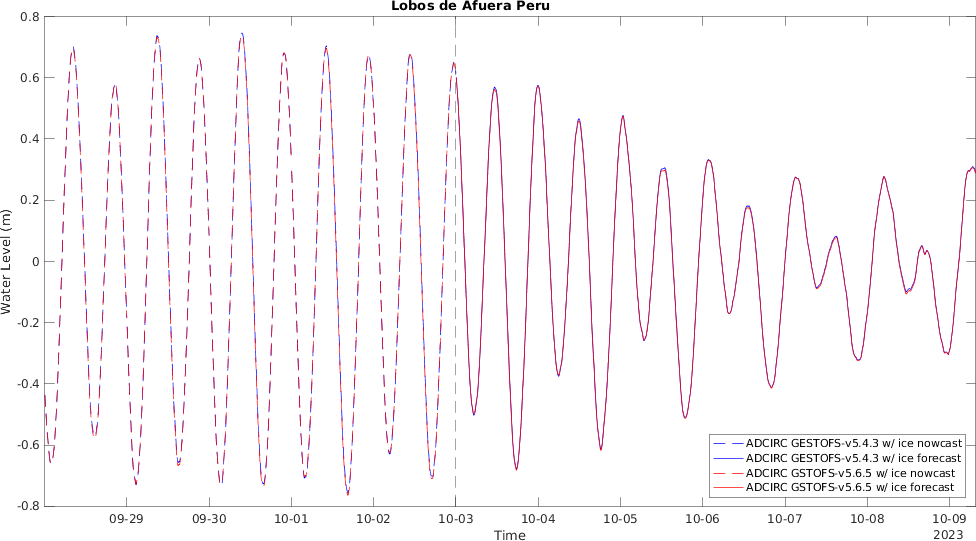 Lobos de Afuera Peru
0.8
0.6
0.4
0.2
0
-0.2
-0.4
-0.6
-0.8
Water Level (m)
ADCIRC GESTOFS-v5.4.3 w/ ice nowcast
ADCIRC GESTOFS-v5.4.3 w/ ice forecast
ADCIRC GSTOFS-v5.6.5 w/ ice nowcast
ADCIRC GSTOFS-v5.6.5 w/ ice forecast
09-29 09-30 10-01 10-02 10-03 10-04 10-05 10-06 10-07 10-08 10-09
2023
Time